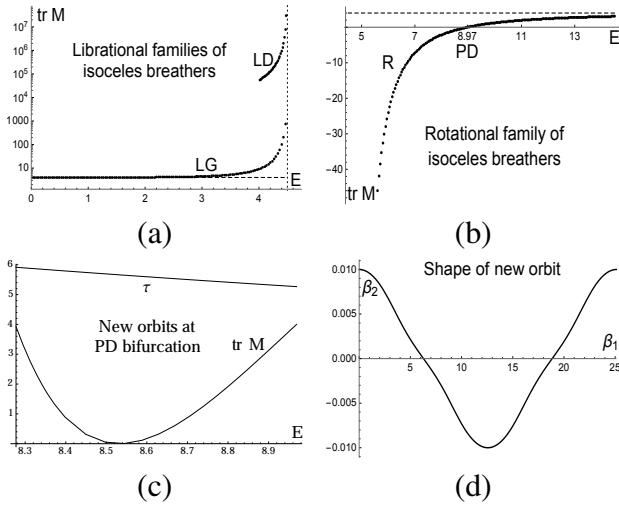 tr M
Librational families of
isoceles breathers
LD
LG
E
10^7
10^6
10^5
10^4
1000
100
10
0 1 2 3 4
(a)
5 7 8.97 11 13
E
PD
R
-10
-20
-30
-40
Rotational family of
isoceles breathers
tr M
(b)
6
5
4
3
2
1
τ
New orbits at
PD bifurcation
tr M
E
8.3 8.4 8.5 8.6 8.7 8.8 8.9
(c)
Shape of new orbit
0.010
0.005
0.000
-0.005
-0.010
β2
β1
5 10 15 20 25
(d)